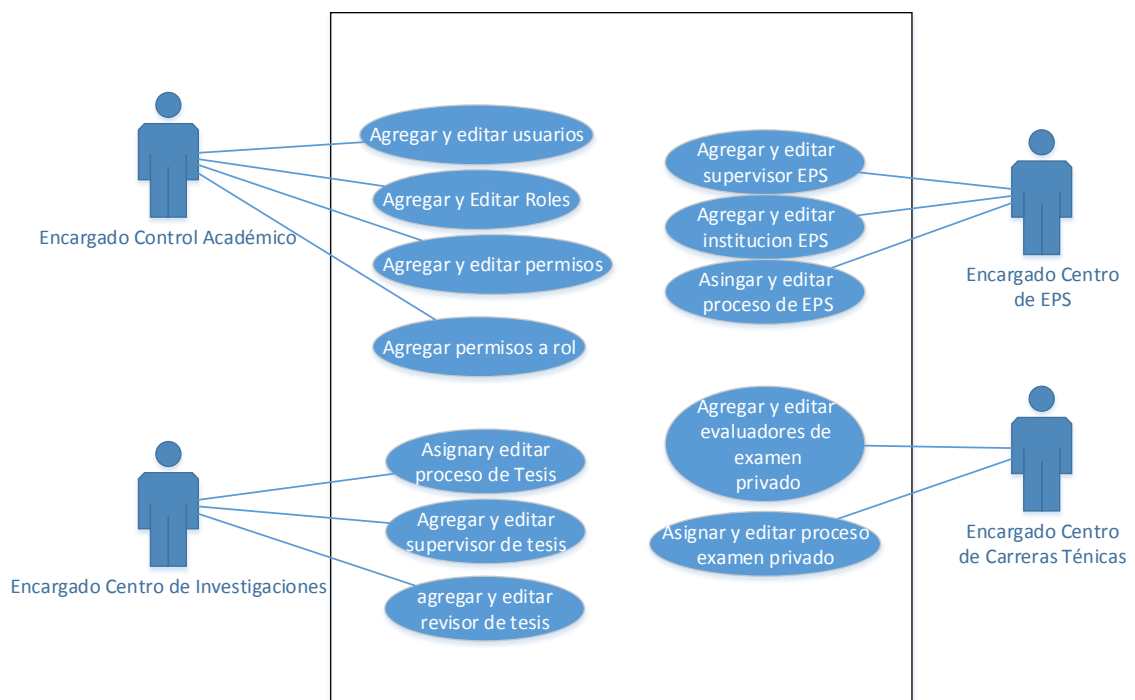 Agregar y editar usuarios
Agregar y Editar Roles
Encargado Control Académico
Agregar y editar permisos
Agregar permisos a rol
Agregar y editar
supervisor EPS
Agregar y editar
institucion EPS
Asingar y editar
proceso de EPS
Encargado Centro
de EPS
Asignary editar
proceso de Tesis
Agregar y editar
supervisor de tesis
Encargado Centro de Investigaciones
agregar y editar
revisor de tesis
Agregar y editar
evaluadores de
examen
privado
Asignar y editar proceso
examen privado
Encargado Centro
de Carreras Ténicas